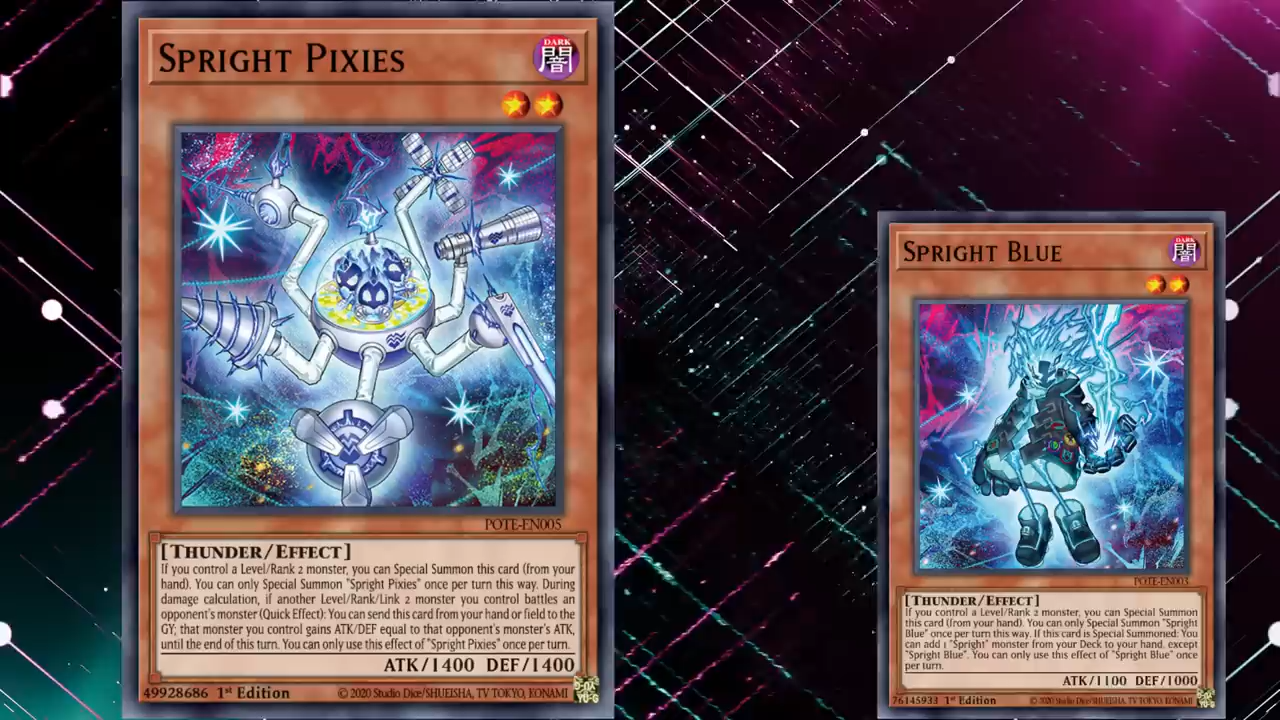 SPRIGHT PIXIES
DARK
闇
POTE-EN005
[THUNDER/EFFECT]
If you control a Level/Rank 2 monster, you can Special Summon this card (from your
hand). You can only Special Summon "Spright Pixies" once per turn this way. During
damage calculation, if another Level/Rank/Link 2 monster you control battles an
opponent's monster (Quick Effect): You can send this card from your hand or field to the
GY; that monster you control gains ATK/DEF equal to that opponent's monster's ATK,
until the end of this turn. You can only use this effect of "Spright Pixies" once per turn.
ATK/1400 DEF/1400
49928686 1st Edition ©2020 Studio Dice/SHUEISHA, TV TOKYO, KONAMI
SPRIGHT BLUE
DARK
闇
POTE-EN003
[THUNDER/EFFECT]
If you control a Level/Rank 2 monster, you can Special Summon
this card (from your hand). You can only Special Summon "Spright
Blue" once per turn this way. If this card is Special Summoned: You
can add 1 "Spright" monster from your Deck to your hand, except
"Spright Blue". You can only use this effect of "Spright Blue" once
per turn.
ATK/1100 DEF/1000
76145933 1st Edition ©2020 Studio Dice/SHUEISHA, TV TOKYO, KONAMI